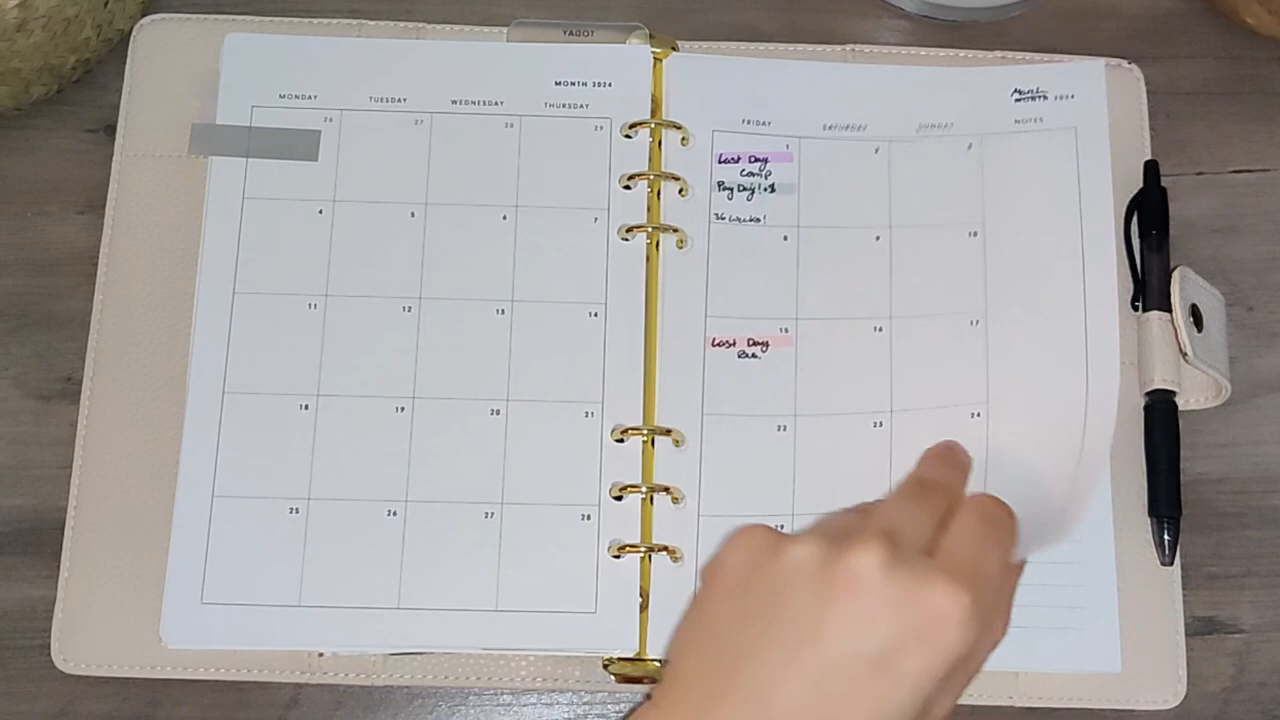 YADOT
MONTH 2024
MONDAY TUESDAY WEDNESDAY THURSDAY
26 27 28 29
4 5 6 7
11 12 13 14
18 19 20 21
25 26 27 28
March
MONTH 2024
FRIDAY SATURDAY SUNDAY NOTES
1 2 3
Last Day
Comp
Pay Day! $
36 weeks!
8 9 10
15 16 17
Last Day
22 23 24
29